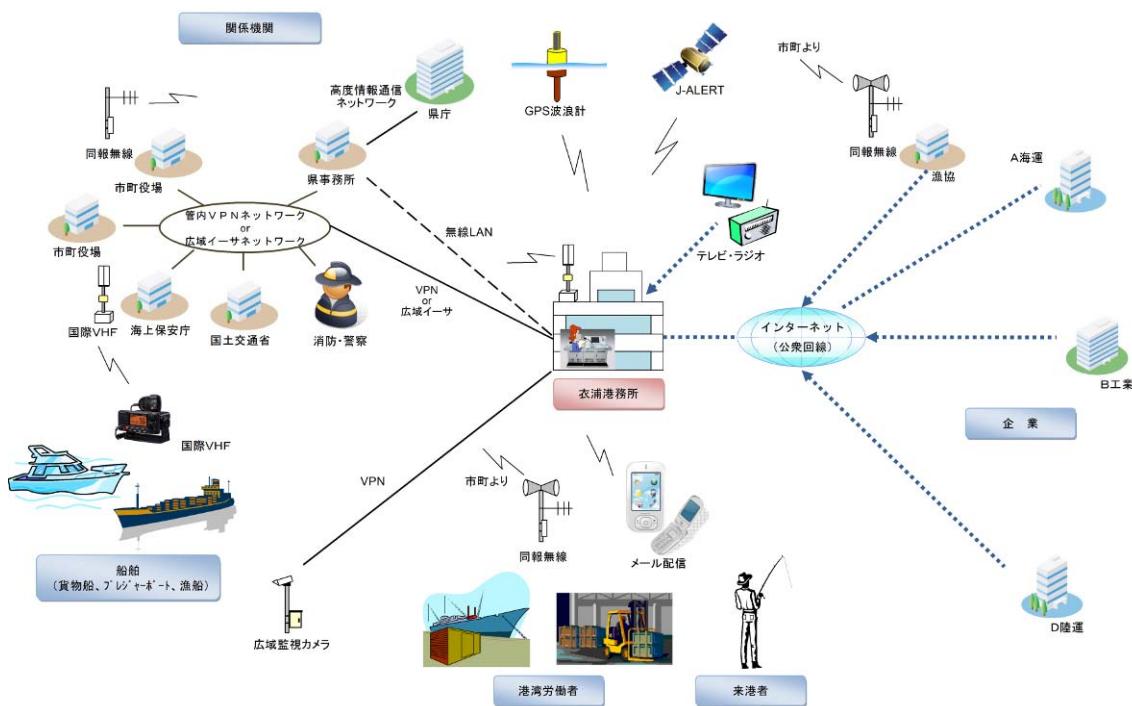 関係機関
高度情報通信
ネットワーク
県庁
GPS波浪計
J-ALERT
市町より
同報無線
漁協
A海運
同報無線
市町役場
県事務所
市町役場
管内VPNネットワーク
or
広域イーサネットワーク
無線LAN
テレビ・ラジオ
VPN
or
広域イーサ
国際VHF
海上保安庁
国土交通省
消防・警察
インターネット
(公衆回線)
B工業
衣浦港務所
企　業
国際VHF
VPN
市町より
同報無線
メール配信
船舶
(貨物船、プレジャーボート、漁船)
広域監視カメラ
D陸運
港湾労働者
来港者